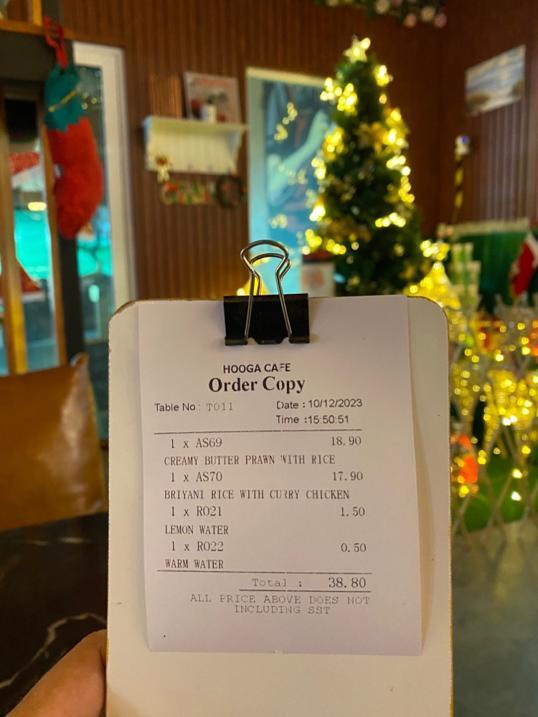 HOOGA CAFE
Order Copy
Table No : T011 Date : 10/12/2023
Time :15:50:51
1 x AS69 18.90
CREAMY BUTTER PRAWN WITH RICE
1 x AS70 17.90
BRIYANI RICE WITH CURRY CHICKEN
1 x R021 1.50
LEMON WATER
1 x R022 0.50
WARM WATER
Total : 38.80
ALL PRICE ABOVE DOES NOT
INCLUDING SST